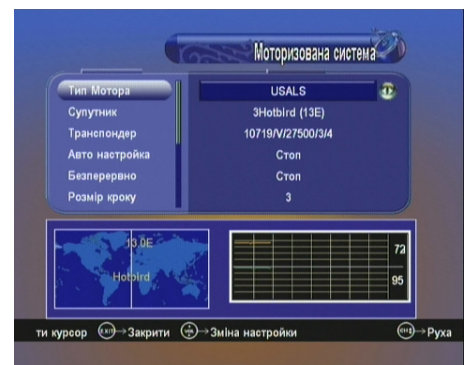 Моторизована система
Тип Мотора USALS
Супутник 3Hotbird (13E)
Транспондер 10719/V/27500/3/4
Авто настройка Стоп
Безперервно Стоп
Розмір кроку 3
13.0E
Hotbird
72
95
ти курсор EXIT→Закрити →Зміна настройки →Руха